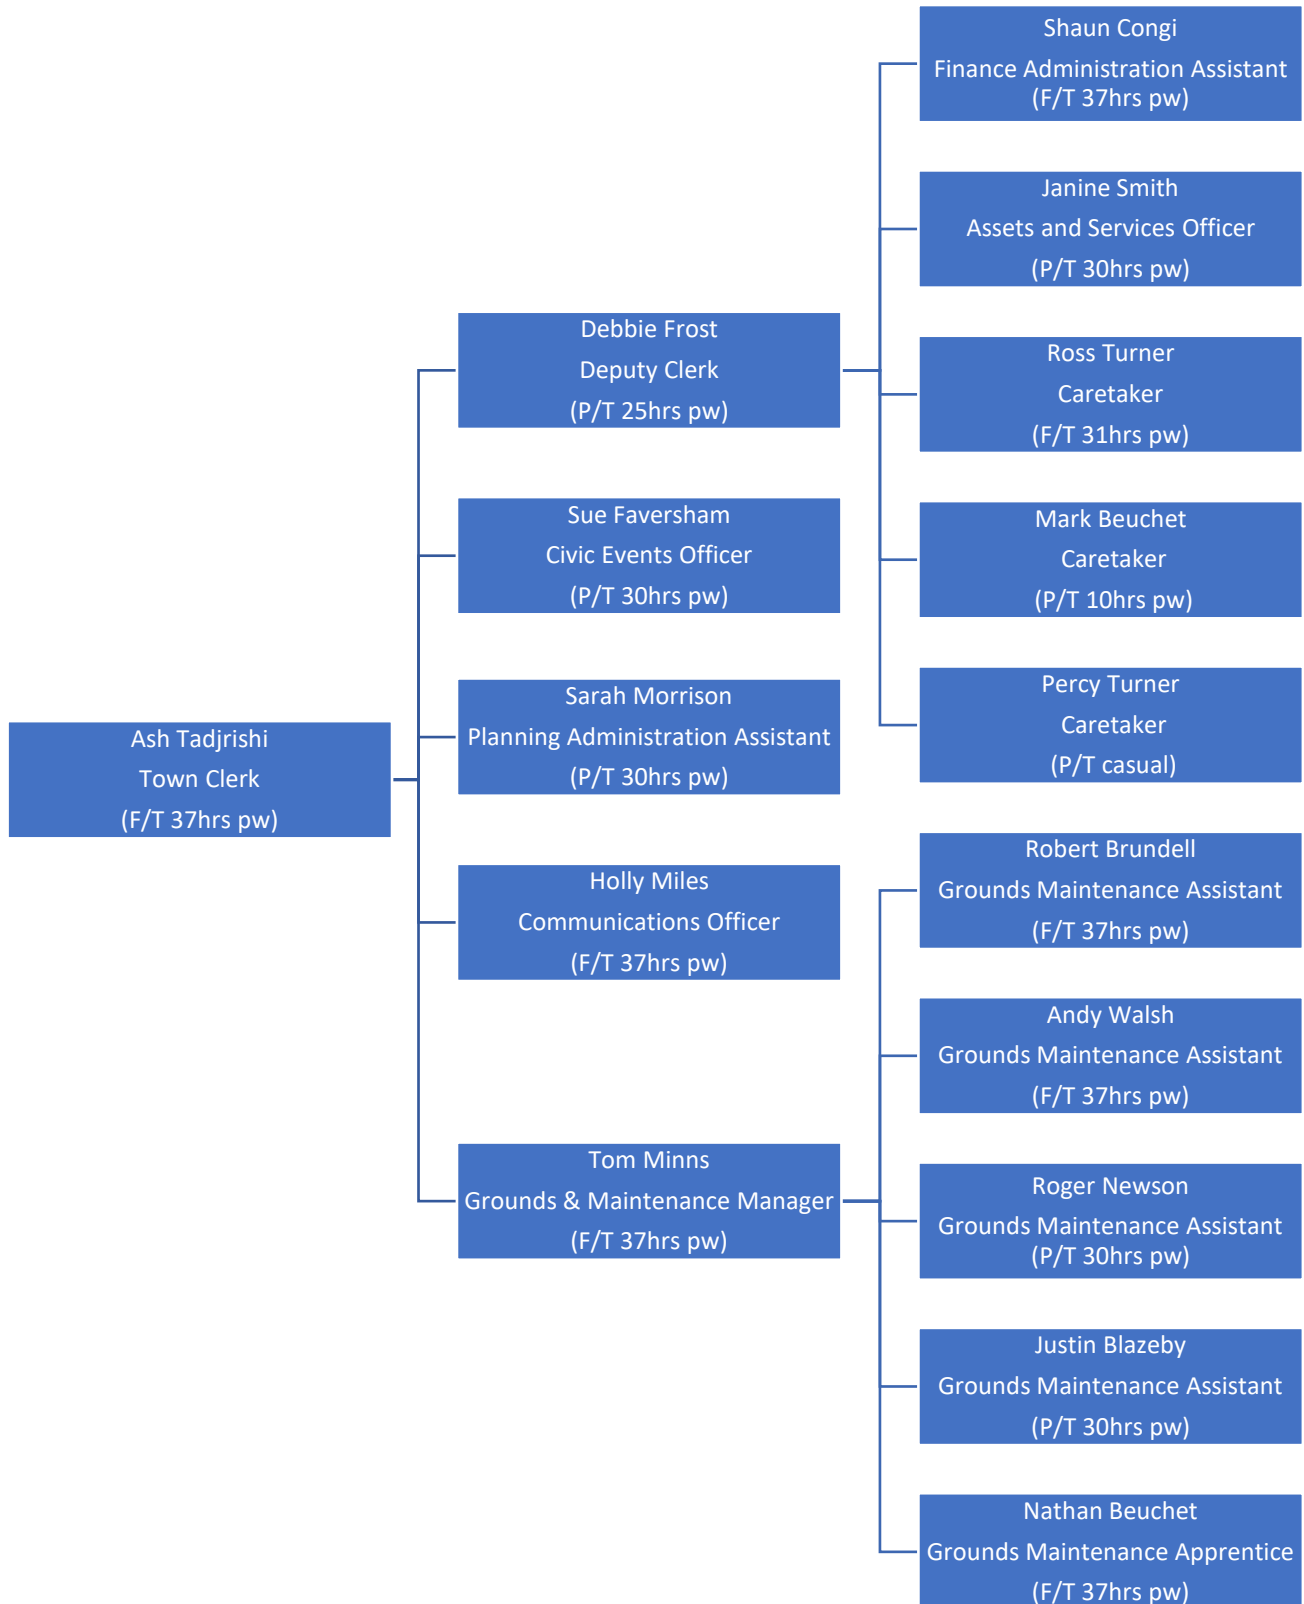 Ash Tadjrishi
Town Clerk
(F/T 37hrs pw)
Debbie Frost
Deputy Clerk
(P/T 25hrs pw)
Sue Faversham
Civic Events Officer
(P/T 30hrs pw)
Sarah Morrison
Planning Administration Assistant
(P/T 30hrs pw)
Holly Miles
Communications Officer
(F/T 37hrs pw)
Tom Minns
Grounds & Maintenance Manager
(F/T 37hrs pw)
Shaun Congi
Finance Administration Assistant
(F/T 37hrs pw)
Janine Smith
Assets and Services Officer
(P/T 30hrs pw)
Ross Turner
Caretaker
(F/T 31hrs pw)
Mark Beuchet
Caretaker
(P/T 10hrs pw)
Percy Turner
Caretaker
(P/T casual)
Robert Brundell
Grounds Maintenance Assistant
(F/T 37hrs pw)
Andy Walsh
Grounds Maintenance Assistant
(F/T 37hrs pw)
Roger Newson
Grounds Maintenance Assistant
(P/T 30hrs pw)
Justin Blazeby
Grounds Maintenance Assistant
(P/T 30hrs pw)
Nathan Beuchet
Grounds Maintenance Apprentice
(F/T 37hrs pw)